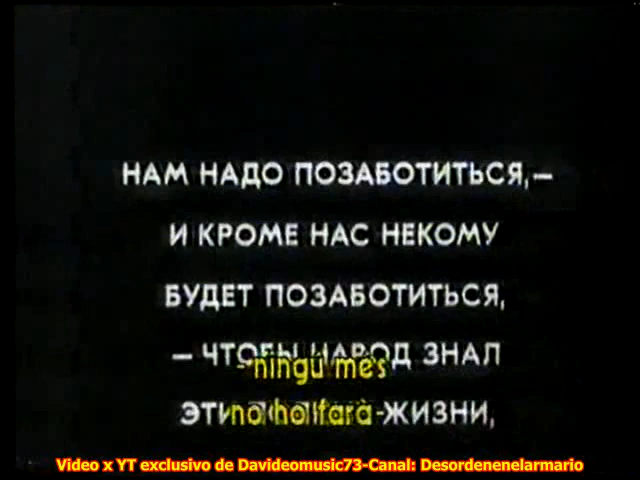 НАМ НАДО ПОЗАБОТИТЬСЯ,—
И КРОМЕ НАС НЕКОМУ
БУДЕТ ПОЗАБОТИТЬСЯ,
— ЧТОБЫ НАРОД ЗНАЛ
ЭТИ ЖИЗНИ,
-ningú més
no ho farà-
Video x YT exclusivo de Davideomusic73-Canal: Desordenenelarmario